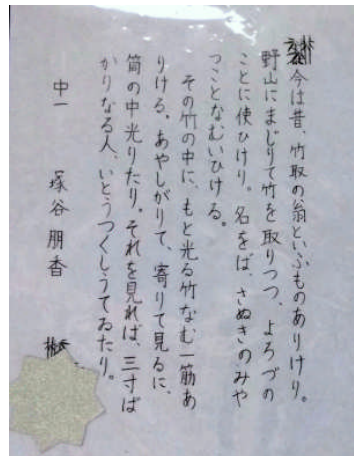 今は昔、竹取の翁といふものありけり。
野山にまじりて竹を取りつつ、よろづの
ことに使ひけり。名をば、さぬきのみや
つことなむいひける。
その竹の中に、もと光る竹なむ一筋あ
りける。あやしがりて、寄りて見るに、
筒の中光りたり。それを見れば、三寸ば
かりなる人、いとうつくしうてゐたり。
中一 塚谷朋香